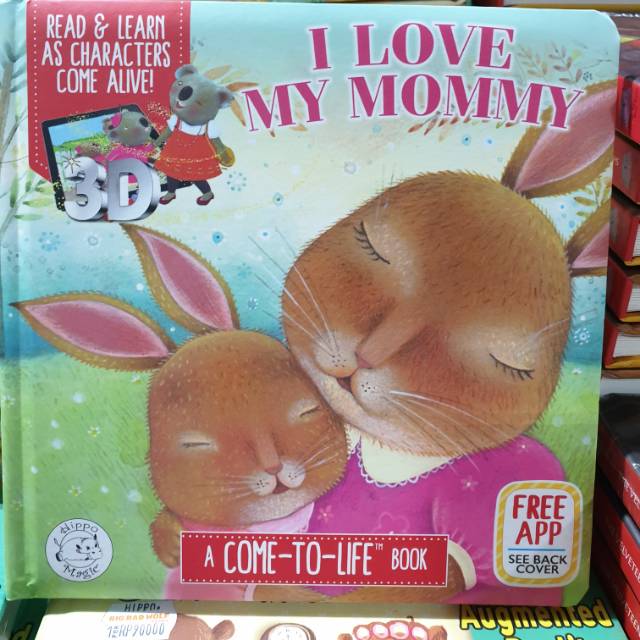 READ & LEARN
AS CHARACTERS
COME ALIVE!
3D
I LOVE
MY MOMMY
Hippo
Magic
A COME-TO-LIFE™ BOOK
FREE
APP
SEE BACK
COVER
HIPPO.
BIG BAD WOLF
Augmented